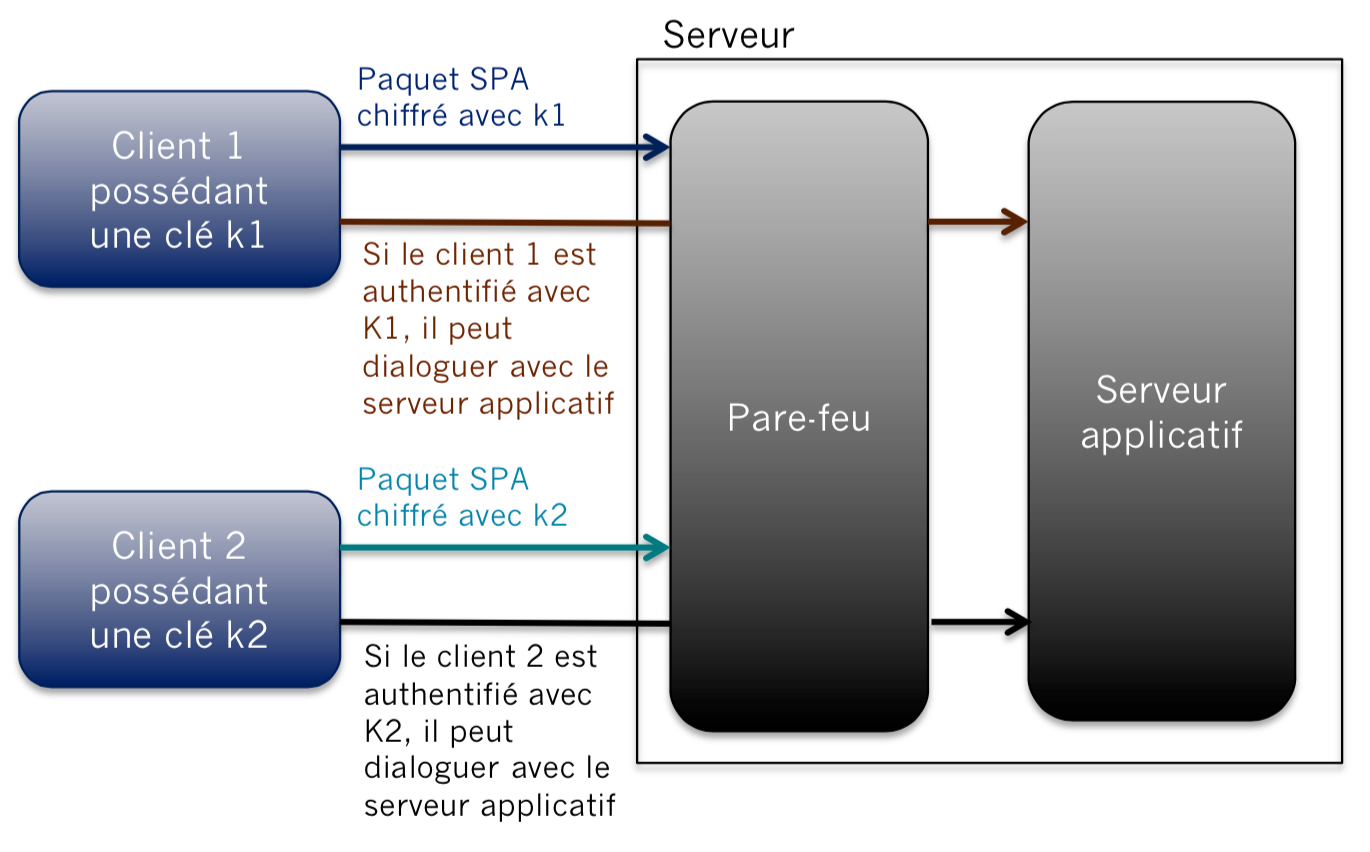 Serveur
Paquet SPA
chiffré avec k1
Client 1
possédant
une clé k1
Si le client 1 est
authentifié avec
K1, il peut
dialoguer avec le
serveur applicatif
Pare-feu
Serveur
applicatif
Paquet SPA
chiffré avec k2
Client 2
possédant
une clé k2
Si le client 2 est
authentifié avec
K2, il peut
dialoguer avec le
serveur applicatif